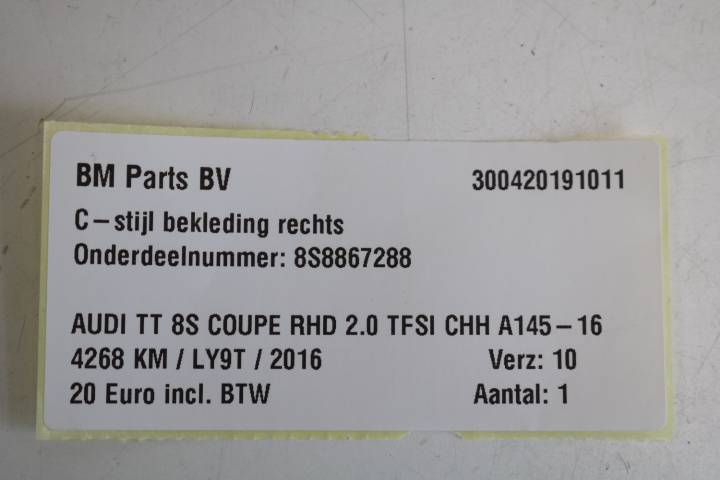 BM Parts BV 300420191011
C-stijl bekleding rechts
Onderdeelnummer: 8S8867288
AUDI TT 8S COUPE RHD 2.0 TFSI CHH A145-16
4268 KM / LY9T / 2016 Verz: 10
20 Euro incl. BTW Aantal: 1